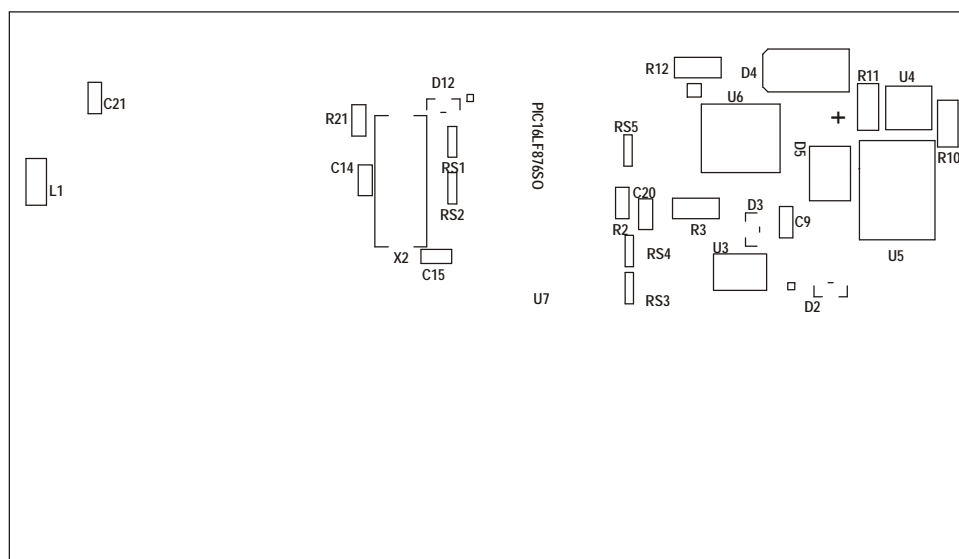 R12
D4
R11
U4
D12
C21
U6
R21
PIC16LF876SO
RS5
D5
R10
C14
RS1
L1
C20
RS2
D3
C9
R2
R3
RS4
U3
X2
U5
C15
U7
RS3
D2